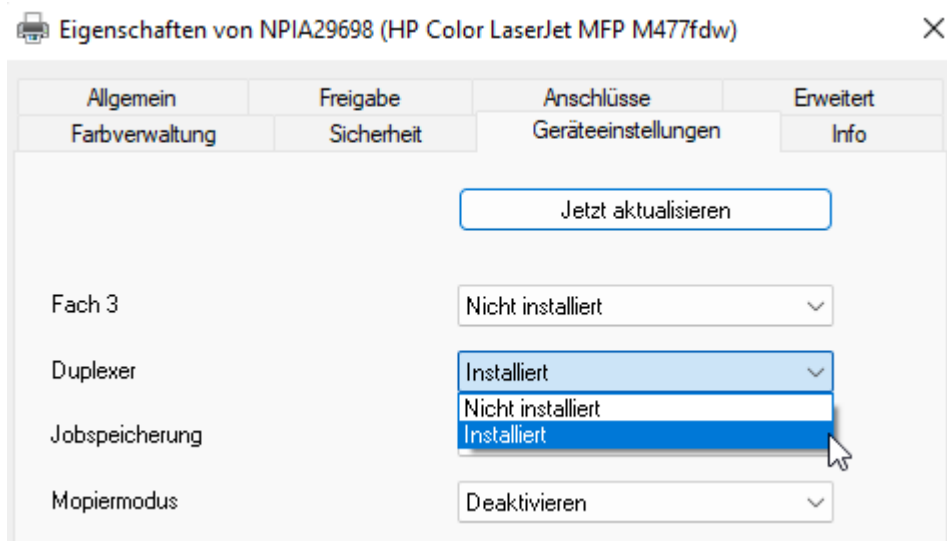 Eigenschaften von NPIA29698 (HP Color LaserJet MFP M477fdw)
Allgemein Freigabe Anschlüsse Erweitert
Farbverwaltung Sicherheit Geräteeinstellungen Info
Jetzt aktualisieren
Fach 3 Nicht installiert
Duplexer Installiert
Nicht installiert
Jobspeicherung Installiert
Mopiermodus Deaktivieren